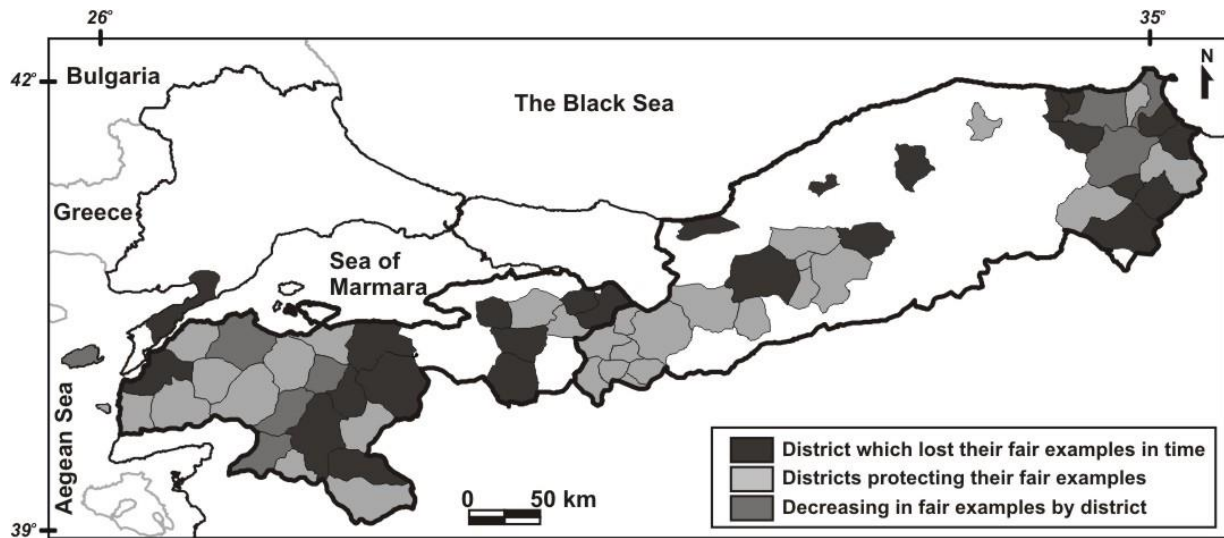 26° 35°
42°
Bulgaria
N
The Black Sea
Greece
Sea of
Marmara
Aegean Sea
District which lost their fair examples in time
Districts protecting their fair examples
Decreasing in fair examples by district
0 50 km
39°